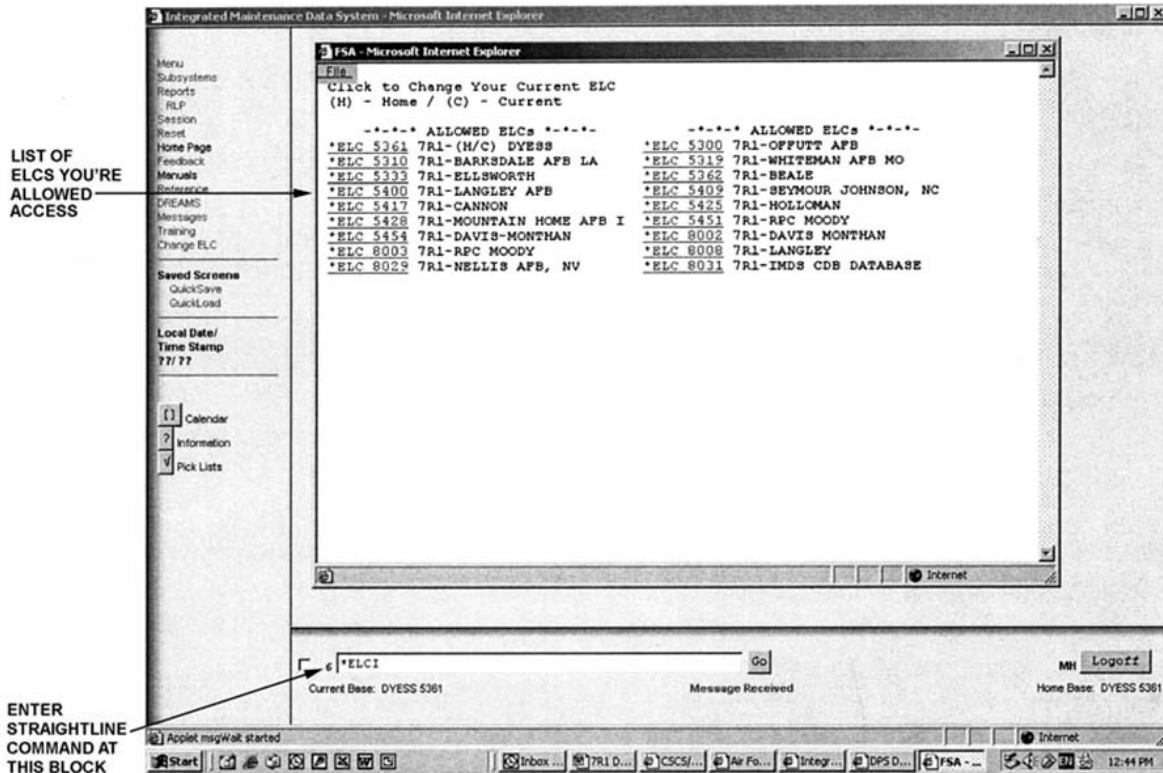 Integrated Maintenance Data System - Microsoft Internet Explorer
FSA - Microsoft Internet Explorer
File
Click to Change Your Current ELC
(H) - Home / (C) - Current
-*-*-* ALLOWED ELCs *-*-*- -*-*-* ALLOWED ELCs *-*-*-
*ELC 5361 7R1-(H/C) DYESS *ELC 5300 7R1-OFFUTT AFB
*ELC 5310 7R1-BARKSDALE AFB LA *ELC 5319 7R1-WHITEMAN AFB MO
*ELC 5333 7R1-ELLSWORTH *ELC 5362 7R1-BEALE
*ELC 5400 7R1-LANGLEY AFB *ELC 5409 7R1-SEYMOUR JOHNSON, NC
*ELC 5417 7R1-CANNON *ELC 5425 7R1-HOLLOMAN
*ELC 5428 7R1-MOUNTAIN HOME AFB I *ELC 5451 7R1-RPC MOODY
*ELC 5454 7R1-DAVIS-MONTHAN *ELC 8002 7R1-DAVIS MONTHAN
*ELC 8003 7R1-RPC MOODY *ELC 8008 7R1-LANGLEY
*ELC 8029 7R1-NELLIS AFB, NV *ELC 8031 7R1-IMDS CDB DATABASE
Internet
Menu
Subsystems
Reports
RLP
Session
Reset
Home Page
Feedback
Manuals
Reference
DREAMS
Messages
Training
Change ELC
Saved Screens
QuickSave
QuickLoad
Local Date/
Time Stamp
??/ ??
[] Calendar
? Information
√ Pick Lists
LIST OF
ELCS YOU'RE
ALLOWED
ACCESS
6 *ELCI Go MH Logoff
Current Base: DYESS 5361 Message Received Home Base: DYESS 5361
ENTER
STRAIGHTLINE
COMMAND AT
THIS BLOCK
Applet msgWait started Internet
Start Inbox ... 7R1 D... CSCS/... Air Fo... Integr... DPS D... FSA - ... 12:44 PM